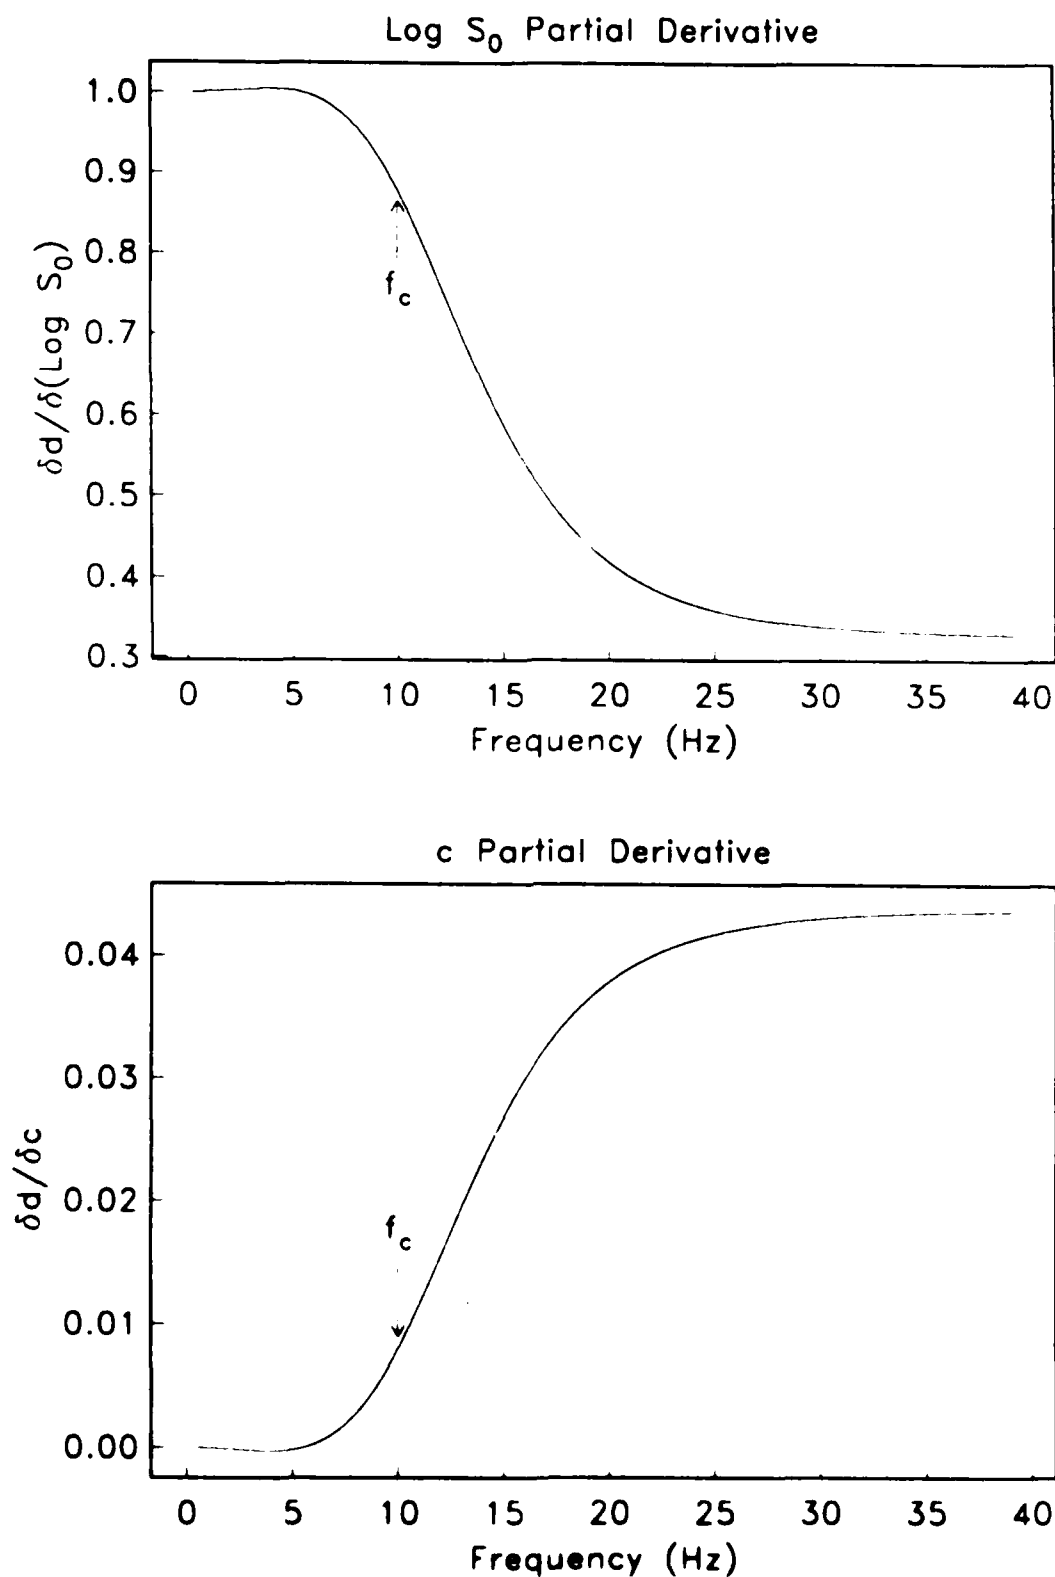 Log S₀ Partial Derivative
δd/δ(Log S₀)
1.0
0.9
0.8
0.7
0.6
0.5
0.4
0.3
f_c
0 5 10 15 20 25 30 35 40
Frequency (Hz)
c Partial Derivative
δd/δc
0.04
0.03
0.02
0.01
0.00
f_c
0 5 10 15 20 25 30 35 40
Frequency (Hz)